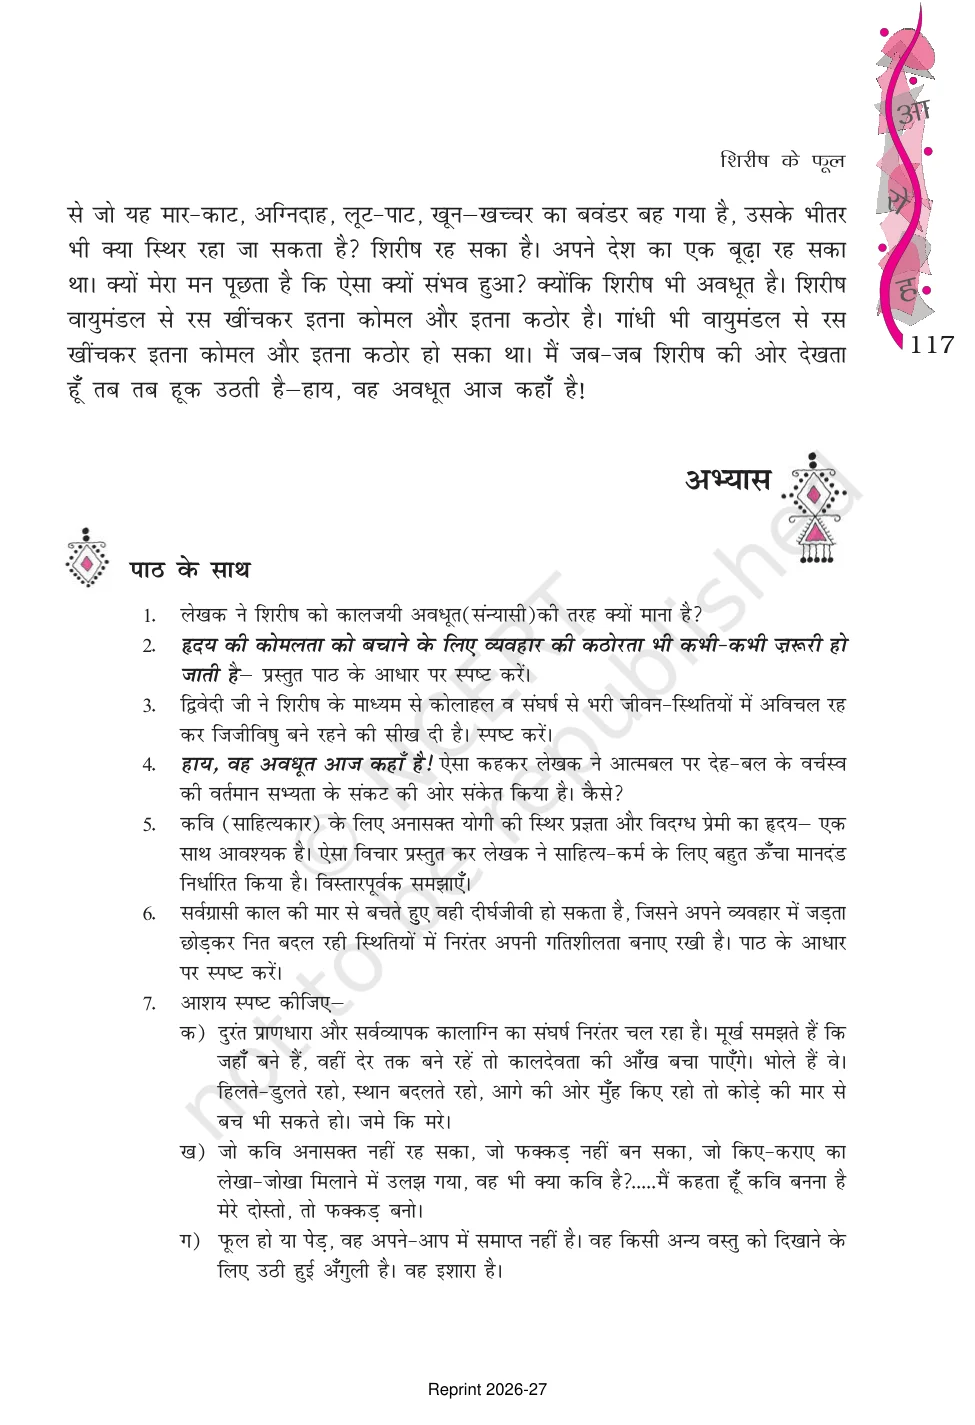 शिरीष के फूल
117
से जो यह मार-काट, अग्निदाह, लूट-पाट, खून–खच्चर का बवंडर बह गया है, उसके भीतर
भी क्या स्थिर रहा जा सकता है? शिरीष रह सका है। अपने देश का एक बूढ़ा रह सका
था। क्यों मेरा मन पूछता है कि ऐसा क्यों संभव हुआ? क्योंकि शिरीष भी अवधूत है। शिरीष
वायुमंडल से रस खींचकर इतना कोमल और इतना कठोर है। गांधी भी वायुमंडल से रस
खींचकर इतना कोमल और इतना कठोर हो सका था। मैं जब-जब शिरीष की ओर देखता
हूँ तब तब हूक उठती है–हाय, वह अवधूत आज कहाँ है!
अभ्यास
पाठ के साथ
1. लेखक ने शिरीष को कालजयी अवधूत(संन्यासी)की तरह क्यों माना है?
2. हृदय की कोमलता को बचाने के लिए व्यवहार की कठोरता भी कभी-कभी ज़रूरी हो
जाती है– प्रस्तुत पाठ के आधार पर स्पष्ट करें।
3. द्विवेदी जी ने शिरीष के माध्यम से कोलाहल व संघर्ष से भरी जीवन-स्थितियों में अविचल रह
कर जिजीविषु बने रहने की सीख दी है। स्पष्ट करें।
4. हाय, वह अवधूत आज कहाँ है! ऐसा कहकर लेखक ने आत्मबल पर देह-बल के वर्चस्व
की वर्तमान सभ्यता के संकट की ओर संकेत किया है। कैसे?
5. कवि (साहित्यकार) के लिए अनासक्त योगी की स्थिर प्रज्ञता और विदग्ध प्रेमी का हृदय– एक
साथ आवश्यक है। ऐसा विचार प्रस्तुत कर लेखक ने साहित्य-कर्म के लिए बहुत ऊँचा मानदंड
निर्धारित किया है। विस्तारपूर्वक समझाएँ।
6. सर्वग्रासी काल की मार से बचते हुए वही दीर्घजीवी हो सकता है, जिसने अपने व्यवहार में जड़ता
छोड़कर नित बदल रही स्थितियों में निरंतर अपनी गतिशीलता बनाए रखी है। पाठ के आधार
पर स्पष्ट करें।
7. आशय स्पष्ट कीजिए–
क) दुरंत प्राणधारा और सर्वव्यापक कालाग्नि का संघर्ष निरंतर चल रहा है। मूर्ख समझते हैं कि
जहाँ बने हैं, वहीं देर तक बने रहें तो कालदेवता की आँख बचा पाएँगे। भोले हैं वे।
हिलते-डुलते रहो, स्थान बदलते रहो, आगे की ओर मुँह किए रहो तो कोड़े की मार से
बच भी सकते हो। जमे कि मरे।
ख) जो कवि अनासक्त नहीं रह सका, जो फक्कड़ नहीं बन सका, जो किए-कराए का
लेखा-जोखा मिलाने में उलझ गया, वह भी क्या कवि है?.....मैं कहता हूँ कवि बनना है
मेरे दोस्तो, तो फक्कड़ बनो।
ग) फूल हो या पेड़, वह अपने-आप में समाप्त नहीं है। वह किसी अन्य वस्तु को दिखाने के
लिए उठी हुई अँगुली है। वह इशारा है।
© NCERT
not to be republished
Reprint 2026-27